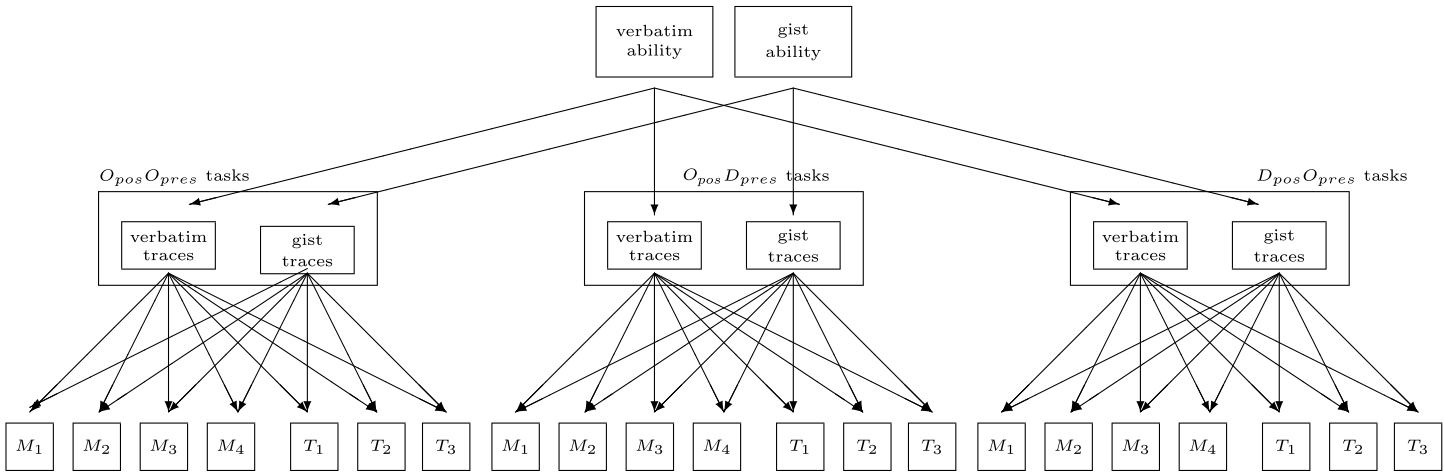 verbatim
ability
gist
ability
O_{pos}O_{pres} tasks
O_{pos}D_{pres} tasks
D_{pos}O_{pres} tasks
verbatim
traces
gist
traces
verbatim
traces
gist
traces
verbatim
traces
gist
traces
M_1 M_2 M_3 M_4 T_1 T_2 T_3 M_1 M_2 M_3 M_4 T_1 T_2 T_3 M_1 M_2 M_3 M_4 T_1 T_2 T_3